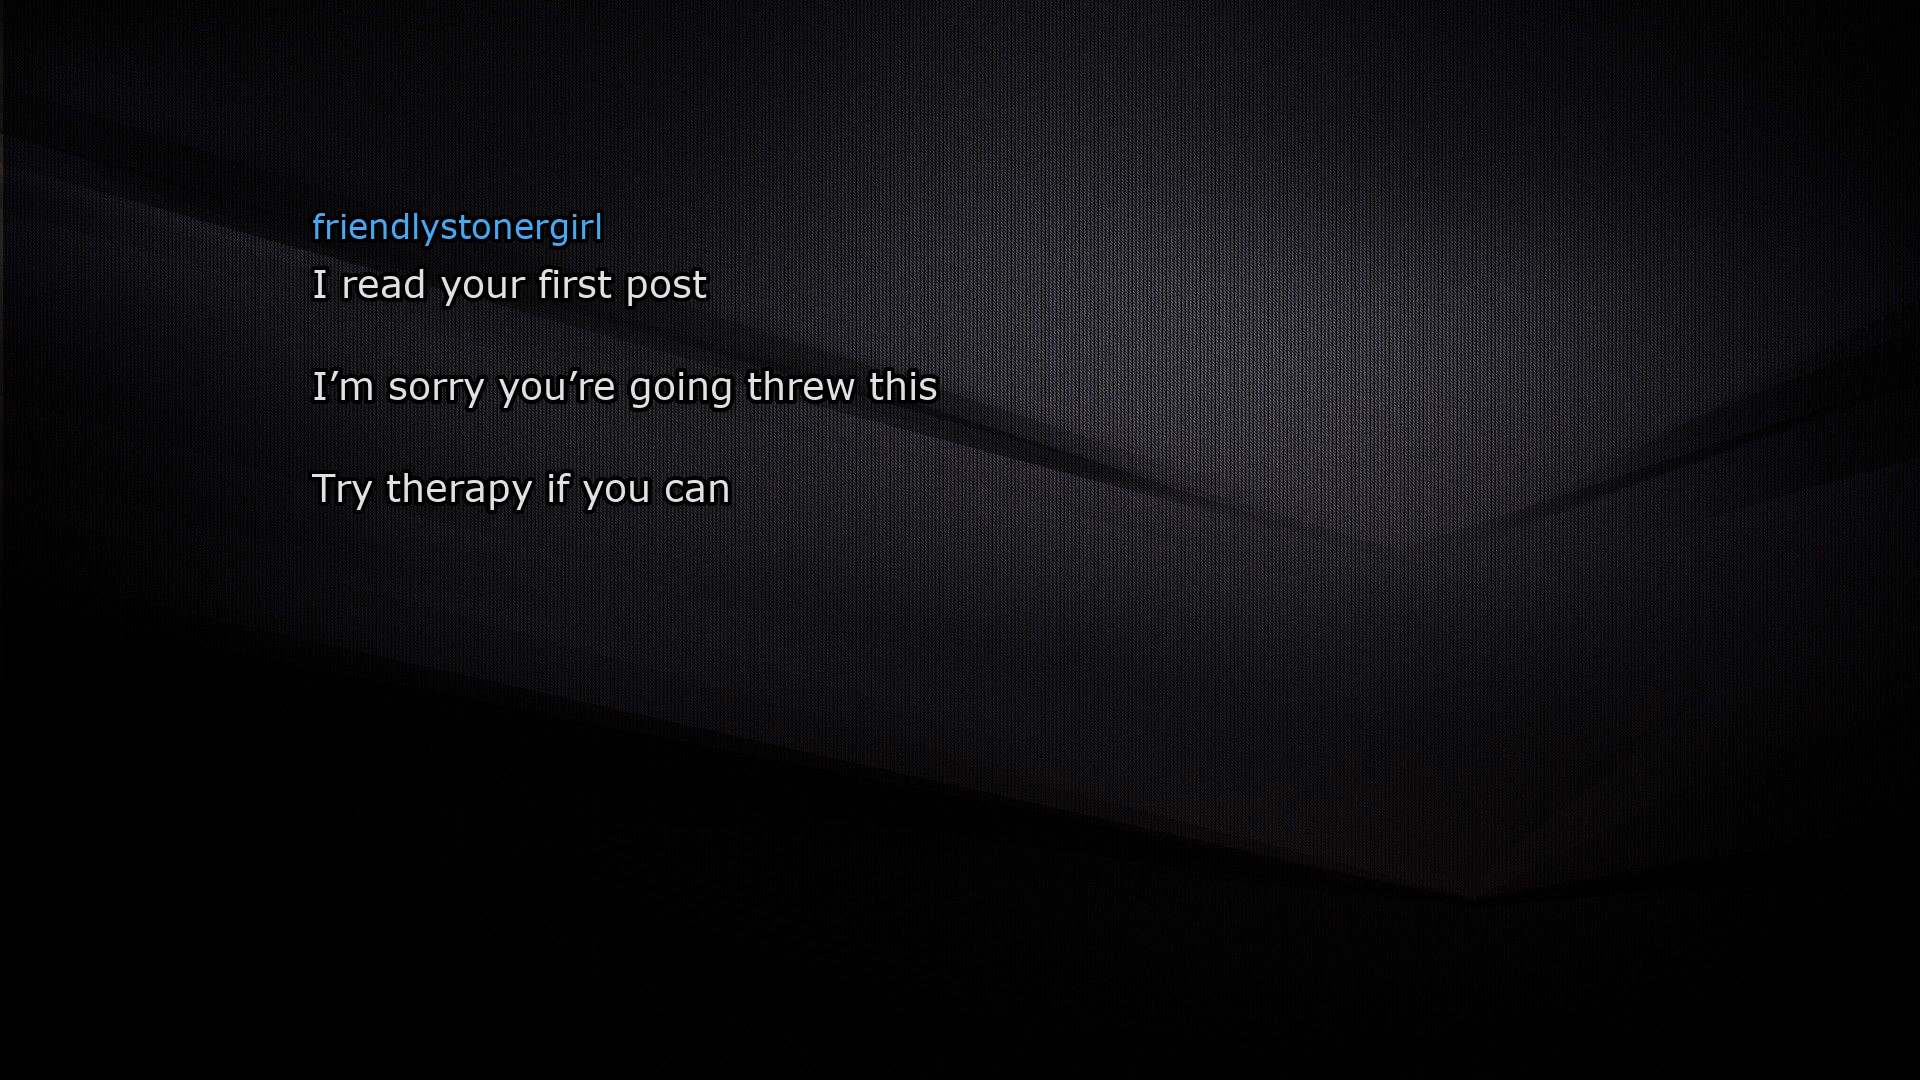 friendlystonergirl
I read your first post
I’m sorry you’re going threw this
Try therapy if you can